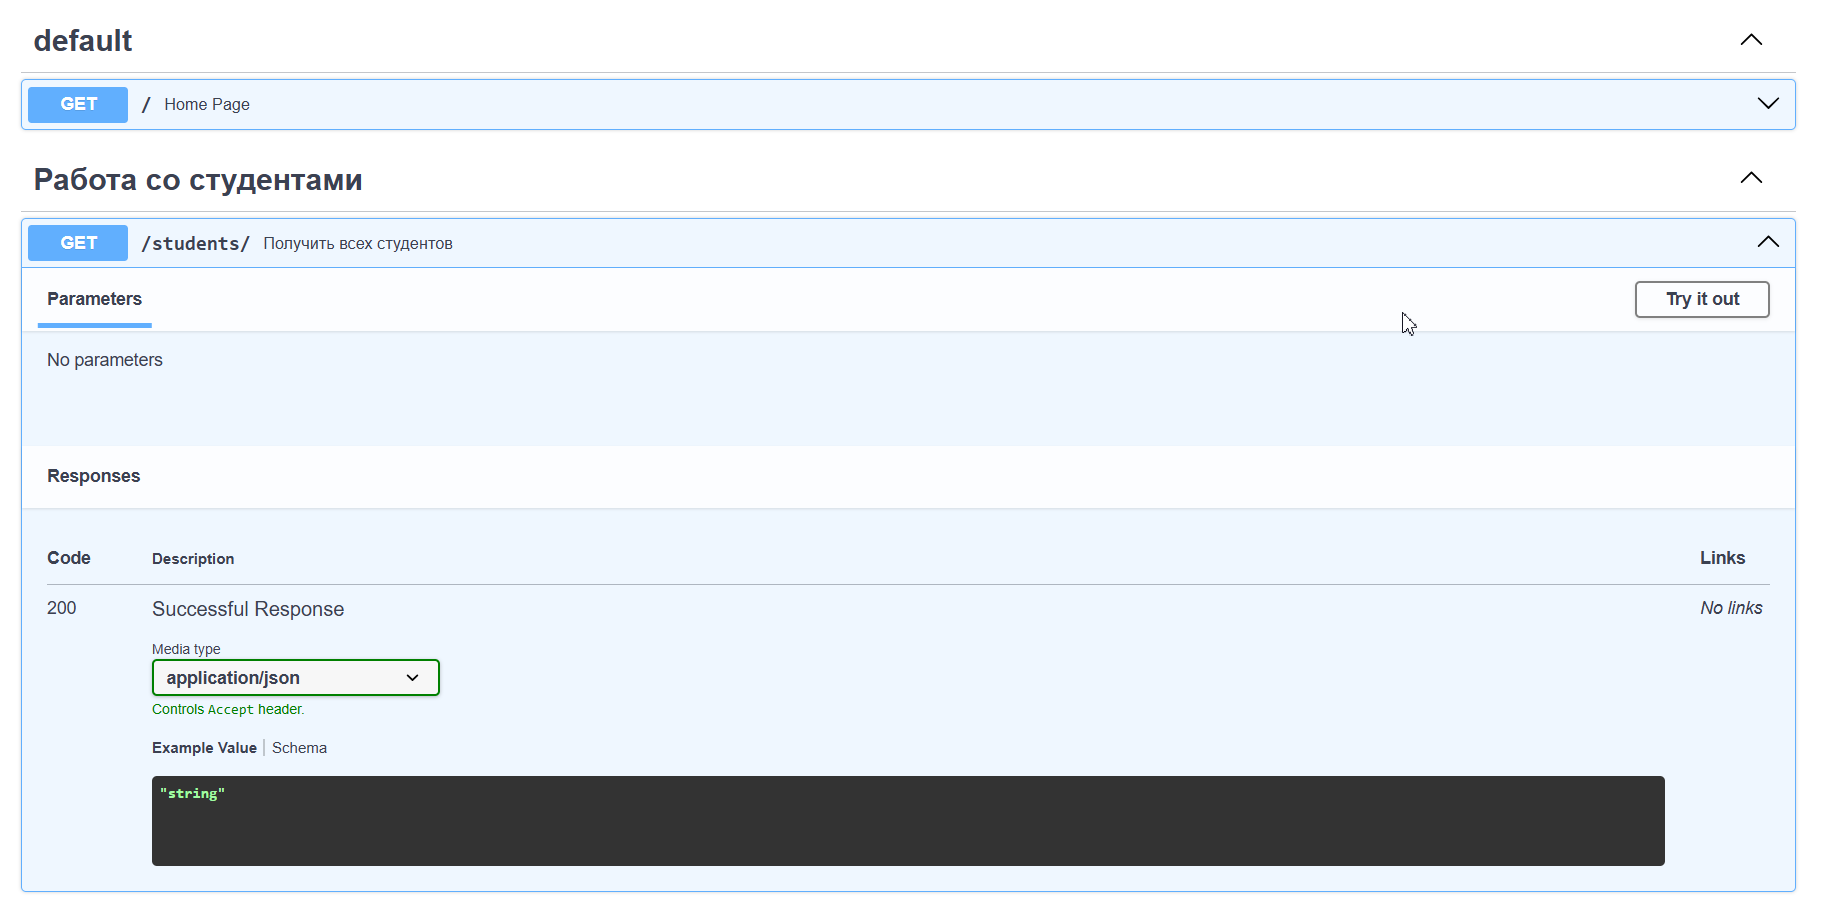 default
GET / Home Page
Работа со студентами
GET /students/ Получить всех студентов
Parameters
Try it out
No parameters
Responses
Code Description Links
200 Successful Response No links
Media type
application/json
Controls Accept header.
Example Value Schema
"string"